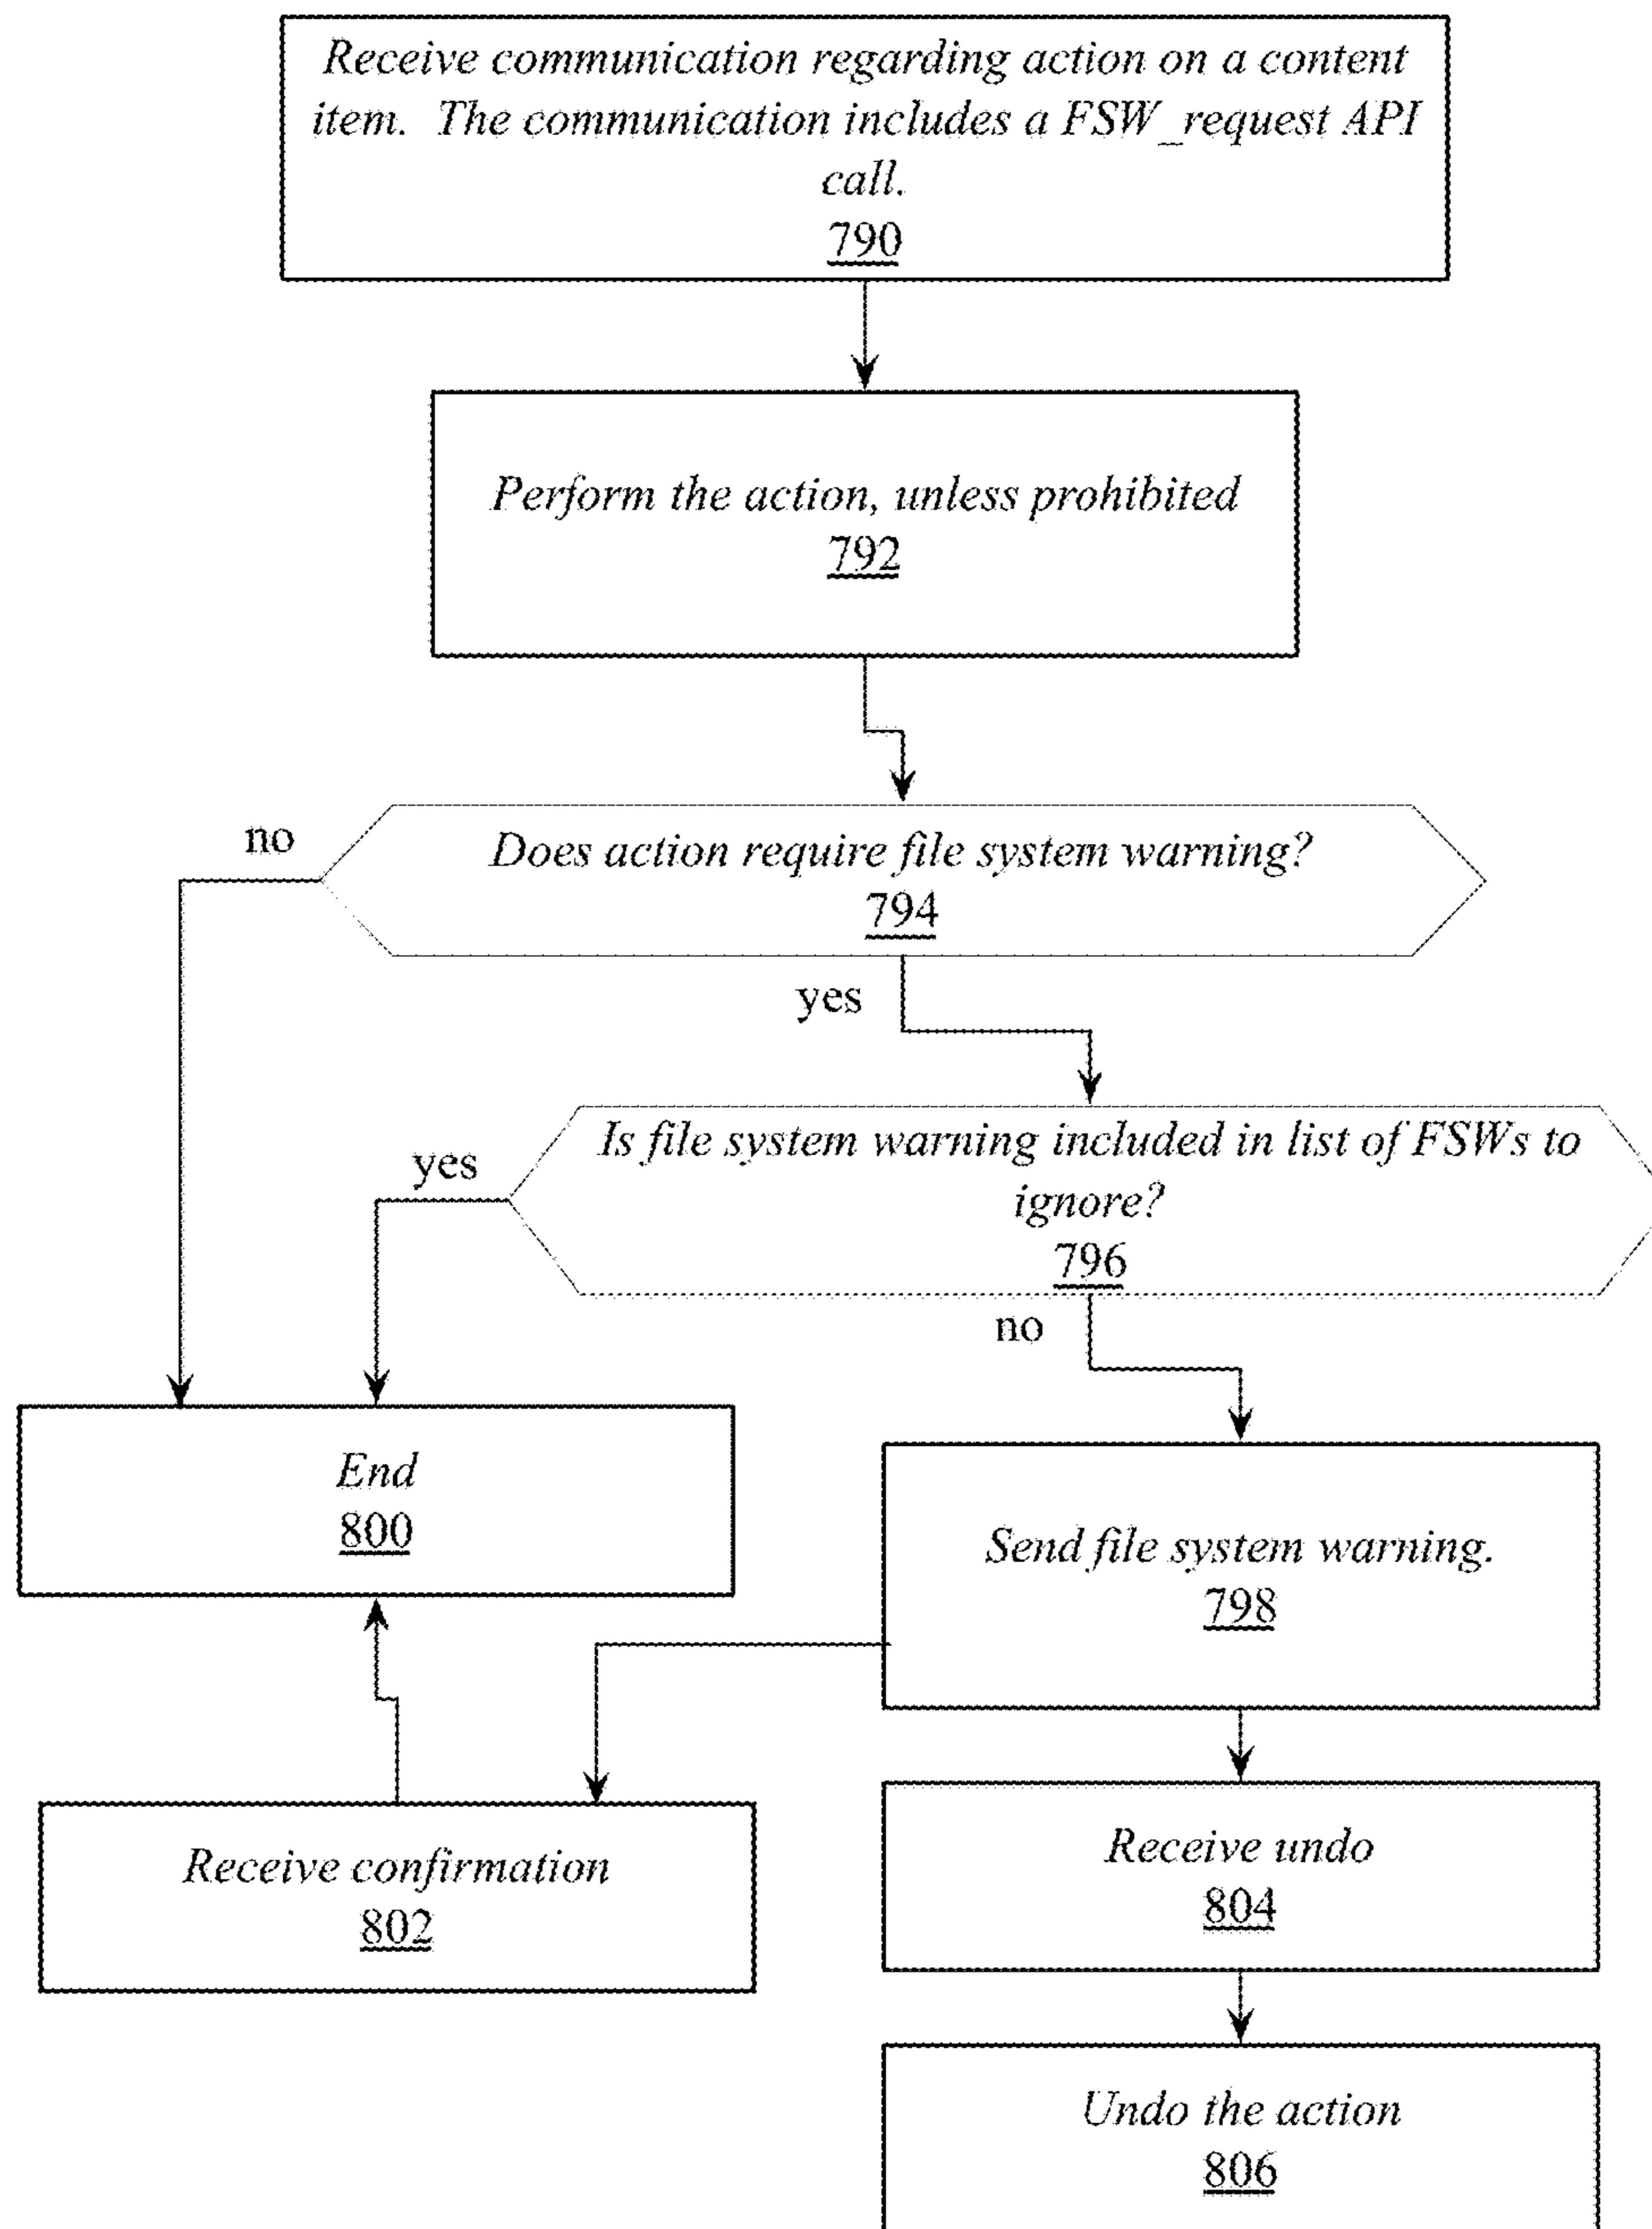 Receive communication regarding action on a content
item. The communication includes a FSW_request API
call.
790
Perform the action, unless prohibited
792
no
Does action require file system warning?
794
yes
Is file system warning included in list of FSWs to
ignore?
796
yes
no
End
800
Send file system warning.
798
Receive confirmation
802
Receive undo
804
Undo the action
806